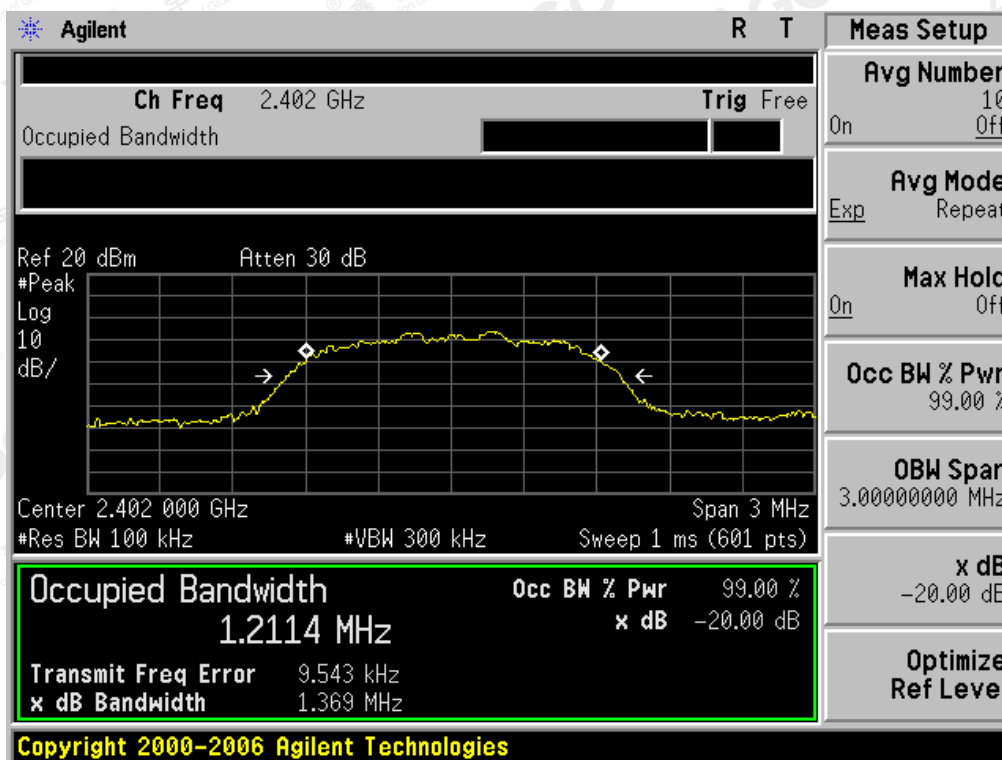 Agilent R T
Meas Setup
Ch Freq 2.402 GHz Trig Free
Occupied Bandwidth
Avg Number
10
On Off
Avg Mode
Exp Repeat
Max Hold
On Off
Occ BW % Pwr
99.00 %
OBW Span
3.00000000 MHz
x dB
-20.00 dB
Optimize
Ref Level
Ref 20 dBm Atten 30 dB
#Peak
Log
10
dB/
Center 2.402 000 GHz Span 3 MHz
#Res BW 100 kHz #VBW 300 kHz Sweep 1 ms (601 pts)
Occupied Bandwidth Occ BW % Pwr 99.00 %
1.2114 MHz x dB -20.00 dB
Transmit Freq Error 9.543 kHz
x dB Bandwidth 1.369 MHz
Copyright 2000-2006 Agilent Technologies